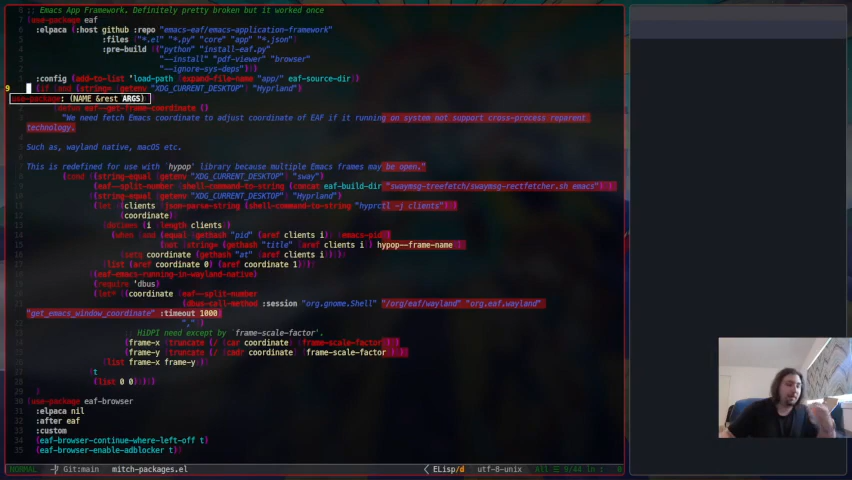 ;; Emacs App Framework. Definitely pretty broken but it worked once
(use-package eaf
:elpaca (:host github :repo "emacs-eaf/emacs-application-framework"
:files ("*.el" "*.py" "core" "app" "*.json")
:pre-build (("python" "install-eaf.py"
"--install" "pdf-viewer" "browser"
"--ignore-sys-deps")))
:config (add-to-list 'load-path (expand-file-name "app/" eaf-source-dir))
9 (if (and (string= (getenv "XDG_CURRENT_DESKTOP" "Hyprland")
use-package: (NAME &rest ARGS)
(defun eaf--get-frame-coordinate ()
"We need fetch Emacs coordinate to adjust coordinate of EAF if it running on system not support cross-process reparent
technology.
Such as, wayland native, macOS etc.
This is redefined for use with `hypop' library because multiple Emacs frames may be open."
(cond ((string-equal (getenv "XDG_CURRENT_DESKTOP") "sway")
(eaf--split-number (shell-command-to-string (concat eaf-build-dir "swaymsg-treefetch/swaymsg-rectfetcher.sh emacs")))
((string-equal (getenv "XDG_CURRENT_DESKTOP") "Hyprland")
(let ((clients (json-parse-string (shell-command-to-string "hyprctl -j clients")))
(coordinate))
(dotimes (i (length clients))
(when (and (equal (gethash "pid" (aref clients i)) (emacs-pid))
(not (string= (gethash "title" (aref clients i)) hypop--frame-name)))
(setq coordinate (gethash "at" (aref clients i)))))
(list (aref coordinate 0) (aref coordinate 1))))
((eaf-emacs-running-in-wayland-native)
(require 'dbus)
(let* ((coordinate (eaf--split-number
(dbus-call-method :session "org.gnome.Shell" "/org/eaf/wayland" "org.eaf.wayland"
"get_emacs_window_coordinate" :timeout 1000)
","))
;; HiDPI need except by `frame-scale-factor'.
(frame-x (truncate (/ (car coordinate) (frame-scale-factor))))
(frame-y (truncate (/ (cadr coordinate) (frame-scale-factor)))))
(list frame-x frame-y)))
(t
(list 0 0))))))
)
(use-package eaf-browser
:elpaca nil
:after eaf
:custom
(eaf-browser-continue-where-left-off t)
(eaf-browser-enable-adblocker t))
NORMAL Git:main mitch-packages.el ELisp/d utf-8-unix All 9/44 ln : 0